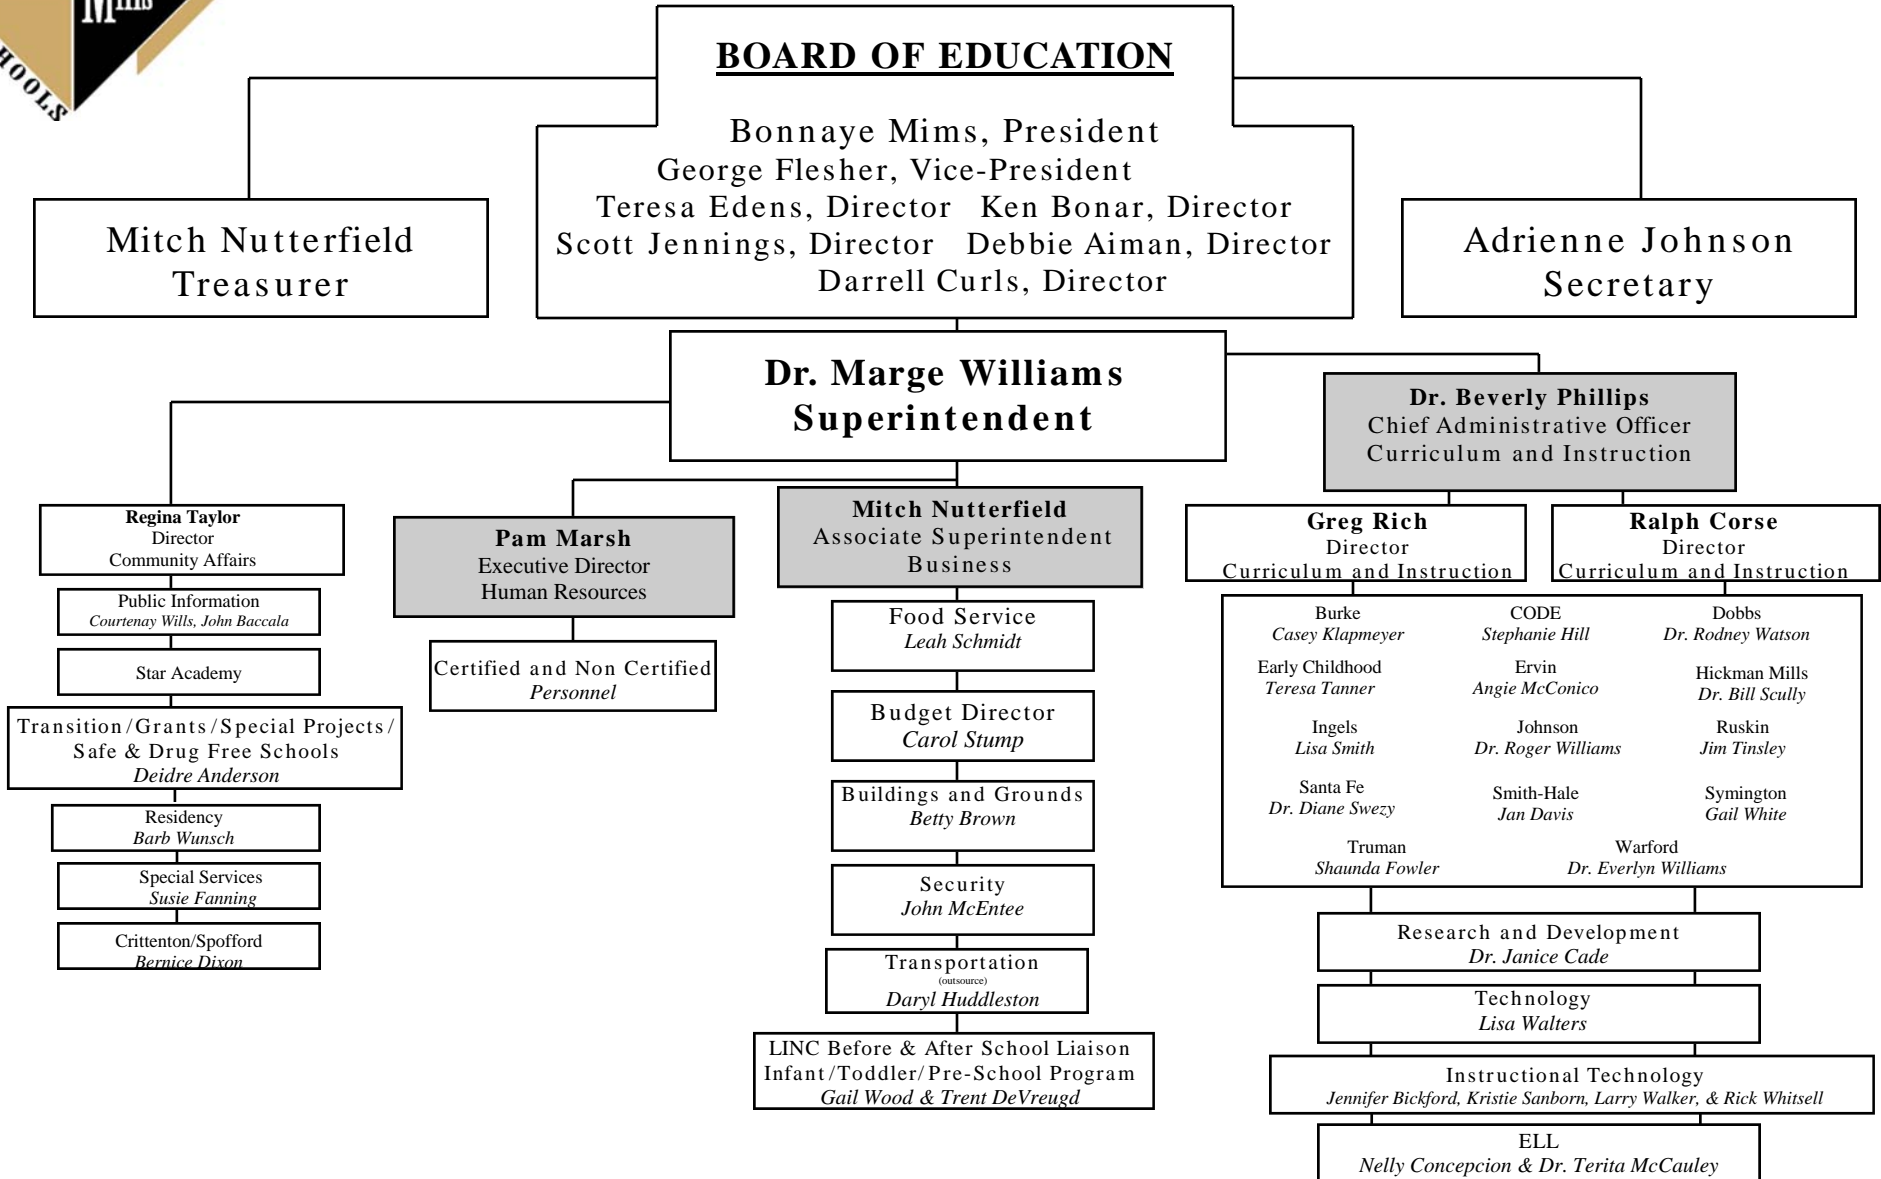 Mills
HOOLS
BOARD OF EDUCATION
Bonnaye Mims, President
George Flesher, Vice-President
Teresa Edens, Director Ken Bonar, Director
Scott Jennings, Director Debbie Aiman, Director
Darrell Curls, Director
Mitch Nutterfield
Treasurer
Adrienne Johnson
Secretary
Dr. Marge Williams
Superintendent
Dr. Beverly Phillips
Chief Administrative Officer
Curriculum and Instruction
Regina Taylor
Director
Community Affairs
Public Information
Courtenay Wills, John Baccala
Star Academy
Transition/Grants/Special Projects/
Safe & Drug Free Schools
Deidre Anderson
Residency
Barb Wunsch
Special Services
Susie Fanning
Crittenton/Spofford
Bernice Dixon
Pam Marsh
Executive Director
Human Resources
Certified and Non Certified
Personnel
Mitch Nutterfield
Associate Superintendent
Business
Food Service
Leah Schmidt
Budget Director
Carol Stump
Buildings and Grounds
Betty Brown
Security
John McEntee
Transportation
(outsource)
Daryl Huddleston
LINC Before & After School Liaison
Infant/Toddler/Pre-School Program
Gail Wood & Trent DeVreugd
Greg Rich
Director
Curriculum and Instruction
Ralph Corse
Director
Curriculum and Instruction
Burke
Casey Klapmeyer
CODE
Stephanie Hill
Dobbs
Dr. Rodney Watson
Early Childhood
Teresa Tanner
Ervin
Angie McConico
Hickman Mills
Dr. Bill Scully
Ingels
Lisa Smith
Johnson
Dr. Roger Williams
Ruskin
Jim Tinsley
Santa Fe
Dr. Diane Swezy
Smith-Hale
Jan Davis
Symington
Gail White
Truman
Shaunda Fowler
Warford
Dr. Everlyn Williams
Research and Development
Dr. Janice Cade
Technology
Lisa Walters
Instructional Technology
Jennifer Bickford, Kristie Sanborn, Larry Walker, & Rick Whitsell
ELL
Nelly Concepcion & Dr. Terita McCauley